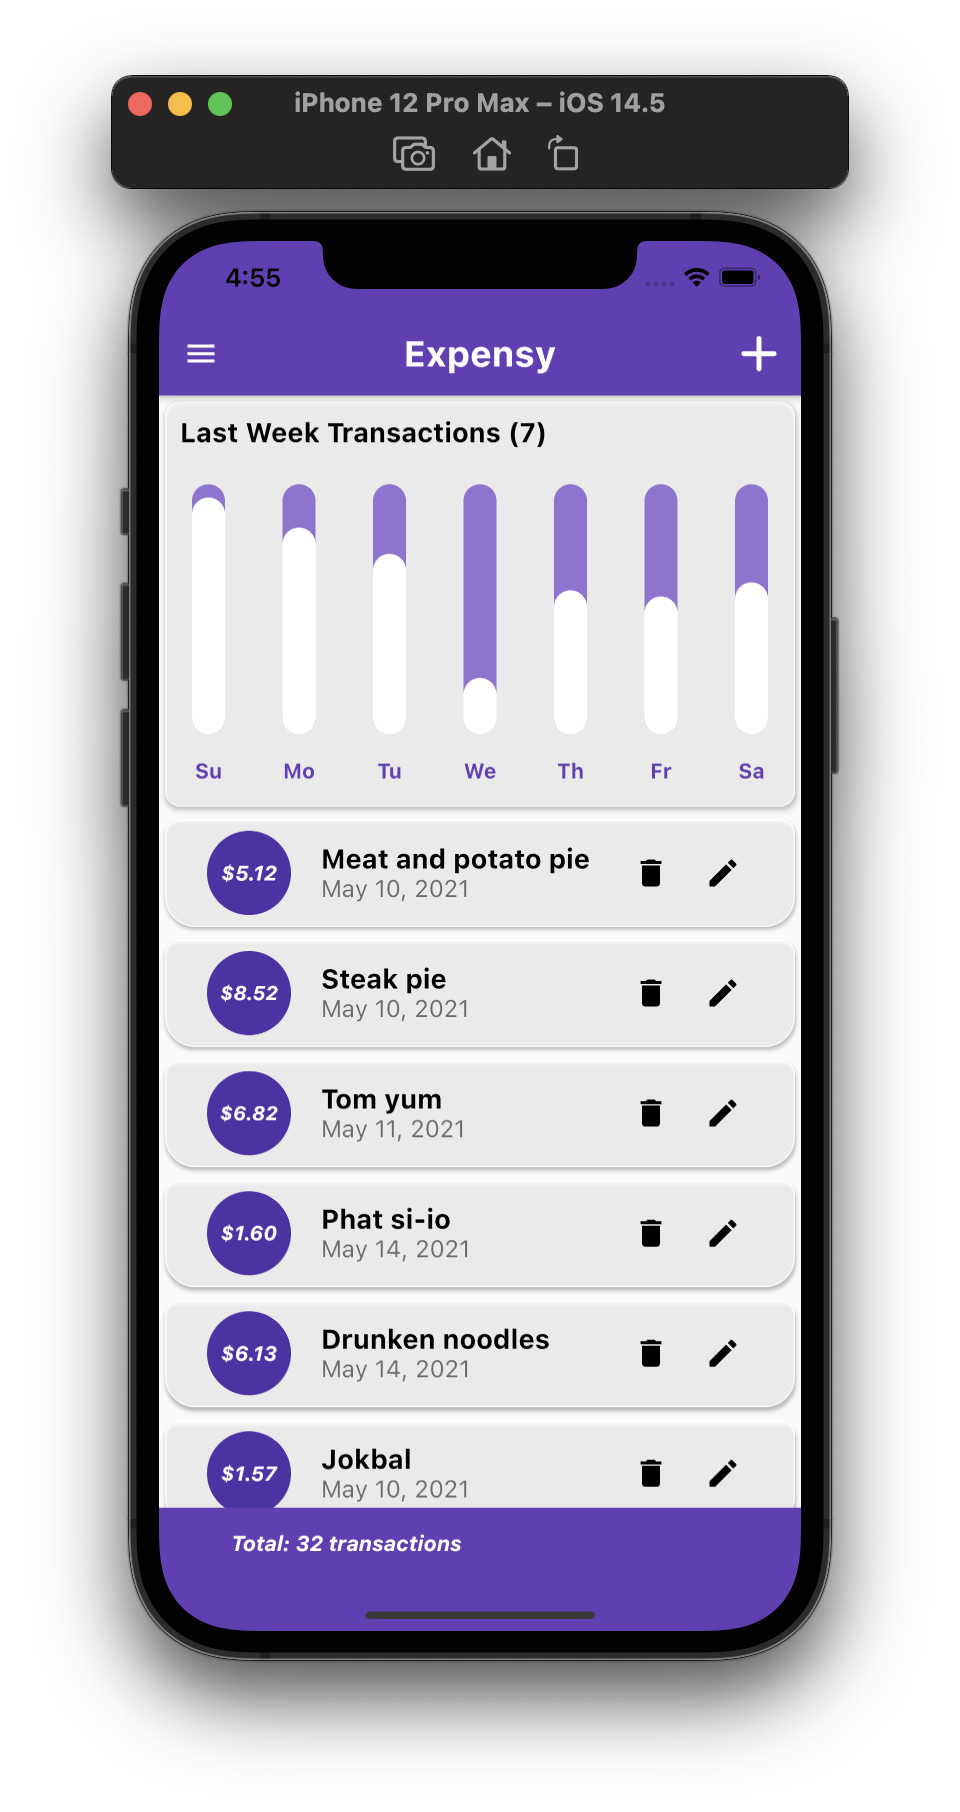 iPhone 12 Pro Max – iOS 14.5
4:55
Expensy
Last Week Transactions (7)
Su Mo Tu We Th Fr Sa
$5.12
Meat and potato pie
May 10, 2021
$8.52
Steak pie
May 10, 2021
$6.82
Tom yum
May 11, 2021
$1.60
Phat si-io
May 14, 2021
$6.13
Drunken noodles
May 14, 2021
$1.57
Jokbal
May 10, 2021
Total: 32 transactions